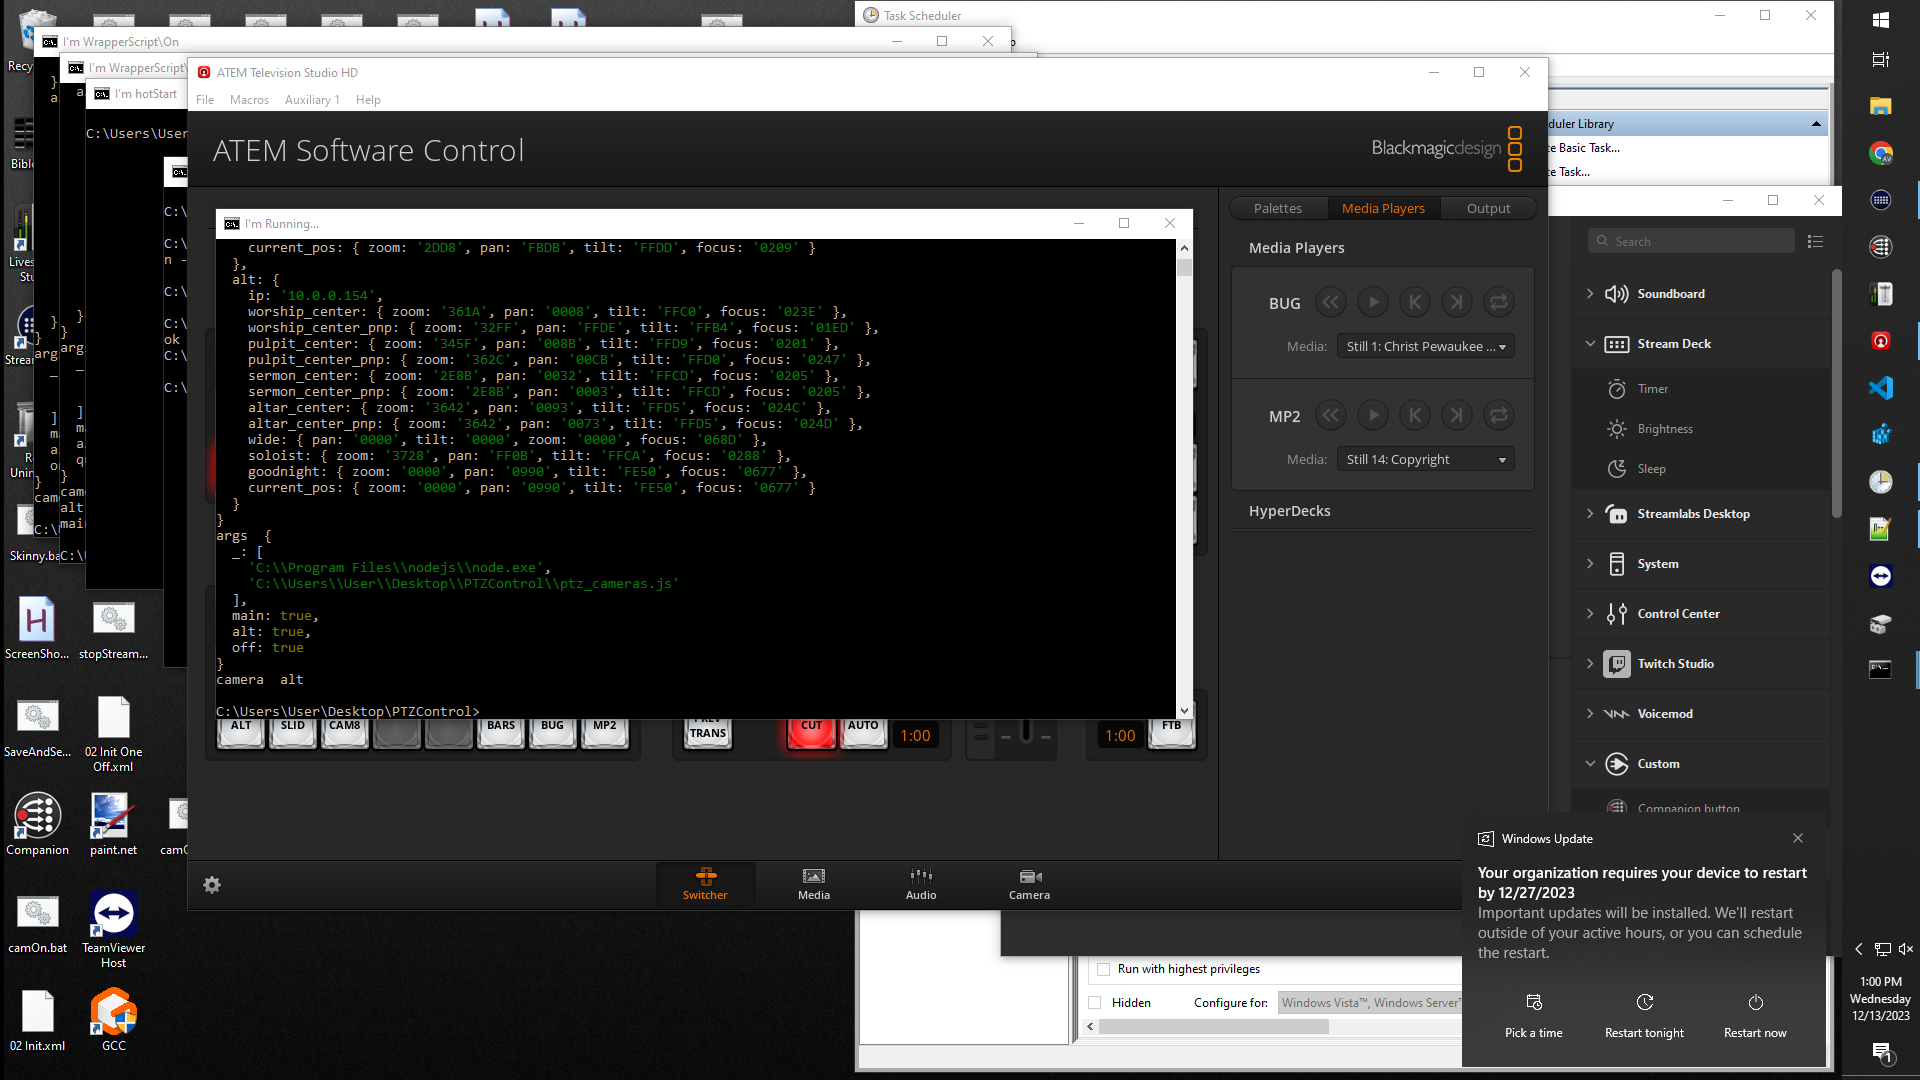 Task Scheduler
I'm WrapperScript\On
I'm WrapperScript\
I'm hotStart
C:\Users\User
ATEM Television Studio HD
File Macros Auxiliary 1 Help
ATEM Software Control
Blackmagicdesign
duler Library
te Basic Task...
te Task...
Palettes Media Players Output
Media Players
BUG
Media: Still 1: Christ Pewaukee ...
MP2
Media: Still 14: Copyright
HyperDecks
I'm Running...
current_pos: { zoom: '2DD8', pan: 'FBDB', tilt: 'FFDD', focus: '0209' }
},
alt: {
ip: '10.0.0.154',
worship_center: { zoom: '361A', pan: '0008', tilt: 'FFC0', focus: '023E' },
worship_center_pnp: { zoom: '32FF', pan: 'FFDE', tilt: 'FFB4', focus: '01ED' },
pulpit_center: { zoom: '345F', pan: '008B', tilt: 'FFD9', focus: '0201' },
pulpit_center_pnp: { zoom: '362C', pan: '00CB', tilt: 'FFD0', focus: '0247' },
sermon_center: { zoom: '2E8B', pan: '0032', tilt: 'FFCD', focus: '0205' },
sermon_center_pnp: { zoom: '2E8B', pan: '0003', tilt: 'FFCD', focus: '0205' },
altar_center: { zoom: '3642', pan: '0093', tilt: 'FFD5', focus: '024C' },
altar_center_pnp: { zoom: '3642', pan: '0073', tilt: 'FFD5', focus: '024D' },
wide: { pan: '0000', tilt: '0000', zoom: '0000', focus: '068D' },
soloist: { zoom: '3728', pan: 'FF0B', tilt: 'FFCA', focus: '0288' },
goodnight: { zoom: '0000', pan: '0990', tilt: 'FE50', focus: '0677' },
current_pos: { zoom: '0000', pan: '0990', tilt: 'FE50', focus: '0677' }
}
}
args {
_: [
'C:\\Program Files\\nodejs\\node.exe',
'C:\\Users\\User\\Desktop\\PTZControl\\ptz_cameras.js'
],
main: true,
alt: true,
off: true
}
camera alt
C:\Users\User\Desktop\PTZControl>
ALT SLID CAM8 BARS BUG MP2
TRANS
CUT AUTO 1:00
1:00 FTB
Switcher Media Audio Camera
Search
Soundboard
Stream Deck
Timer
Brightness
Sleep
Streamlabs Desktop
System
Control Center
Twitch Studio
Voicemod
Custom
Companion button
Windows Update
Your organization requires your device to restart
by 12/27/2023
Important updates will be installed. We'll restart
outside of your active hours, or you can schedule
the restart.
Pick a time Restart tonight Restart now
Run with highest privileges
Hidden Configure for: Windows Vista™, Windows Server™
1:00 PM
Wednesday
12/13/2023
1
Skinny.ba
ScreenSho... stopStream...
SaveAndSe... 02 Init One
Off.xml
Companion paint.net
camOn.bat TeamViewer
Host
02 Init.xml GCC